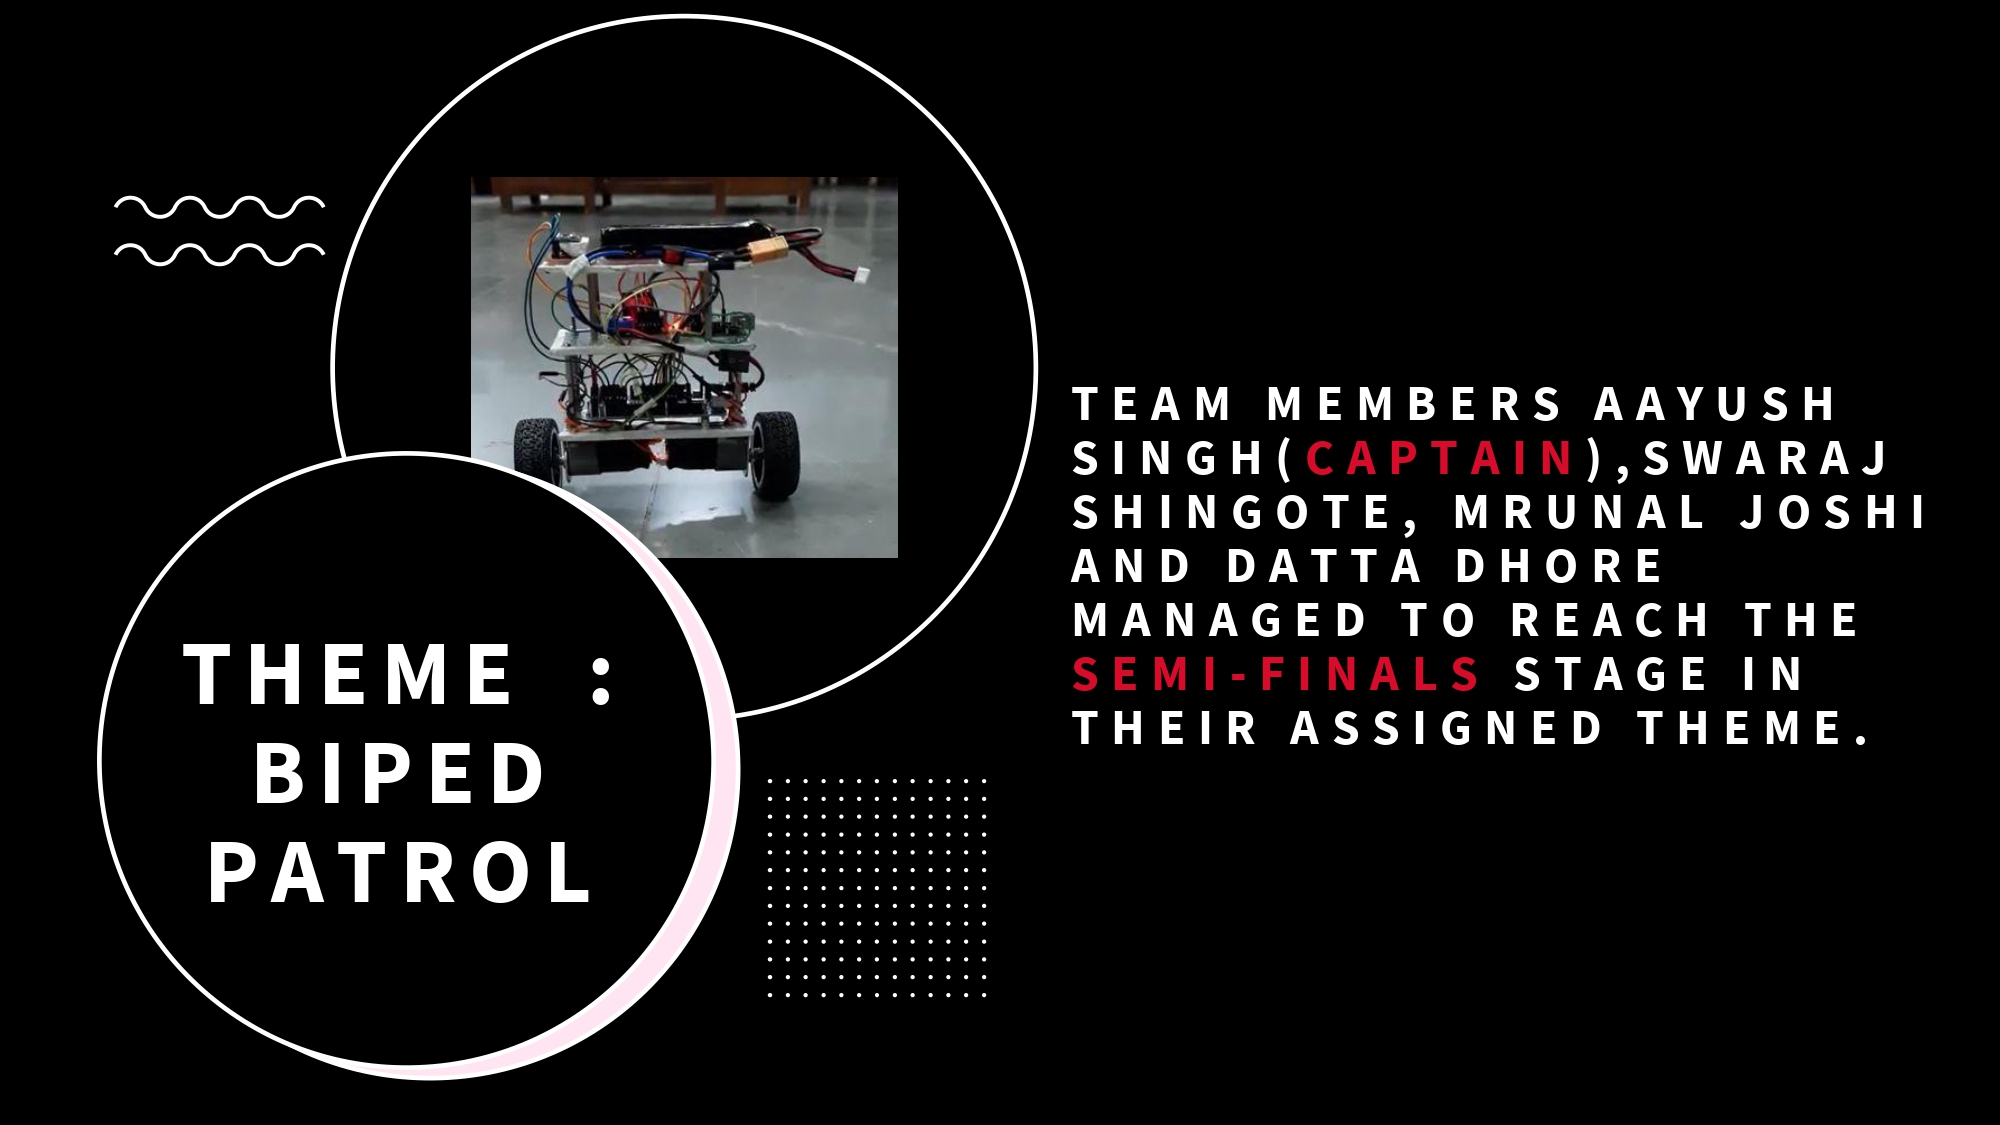 THEME :
BIPED
PATROL
TEAM MEMBERS AAYUSH
SINGH(CAPTAIN),SWARAJ
SHINGOTE, MRUNAL JOSHI
AND DATTA DHORE
MANAGED TO REACH THE
SEMI-FINALS STAGE IN
THEIR ASSIGNED THEME.